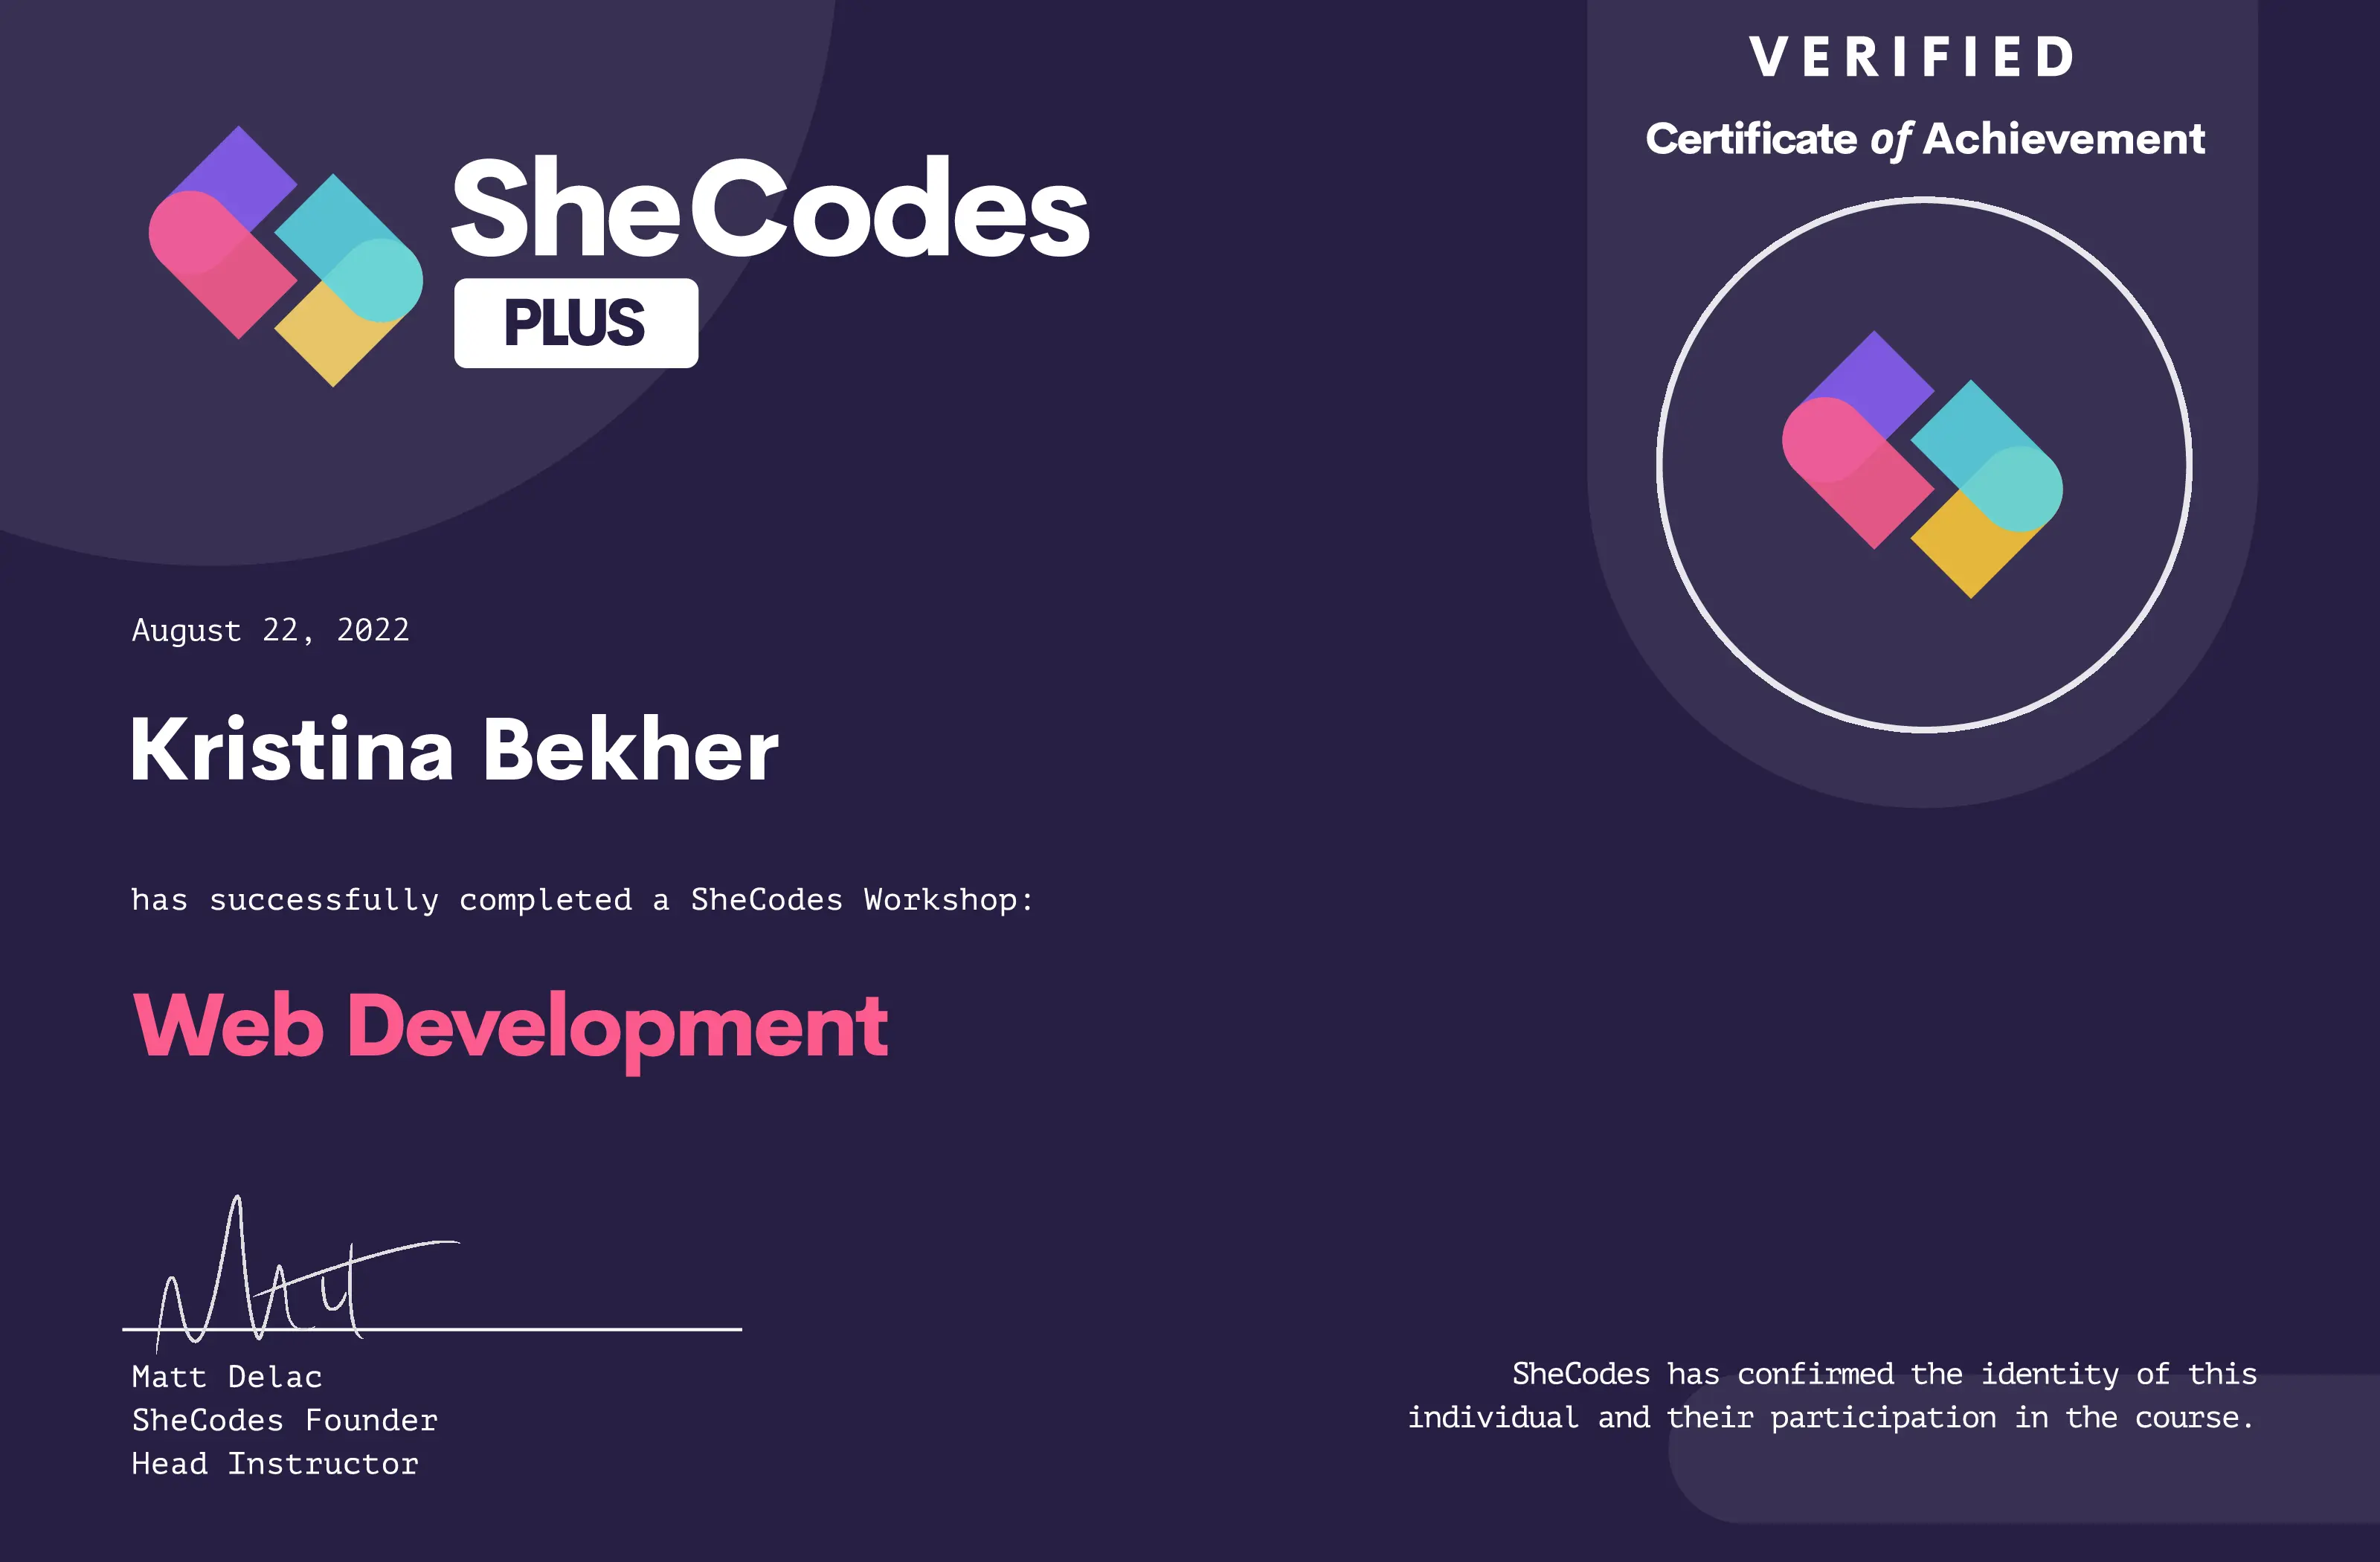 SheCodes
PLUS
VERIFIED
Certificate of Achievement
August 22, 2022
Kristina Bekher
has successfully completed a SheCodes Workshop:
Web Development
Matt
Matt Delac
SheCodes Founder
Head Instructor
SheCodes has confirmed the identity of this
individual and their participation in the course.